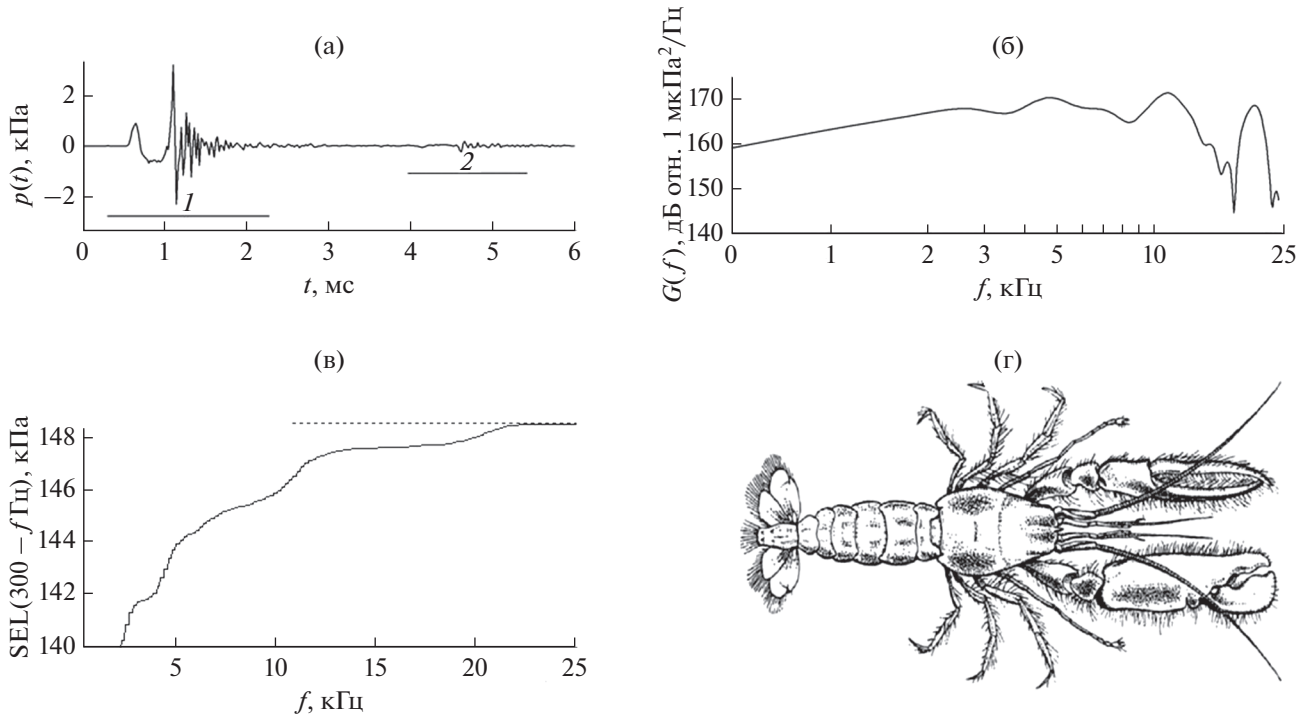 (а)
p(t), кПа
2
0
−2
1
2
0 1 2 3 4 5 6
t, мс
(б)
G(f), дБ отн. 1 мкПа²/Гц
170
160
150
140
0 1 2 3 5 10 25
f, кГц
(в)
SEL(300 – f Гц), кПа
148
146
144
142
140
5 10 15 20 25
f, кГц
(г)